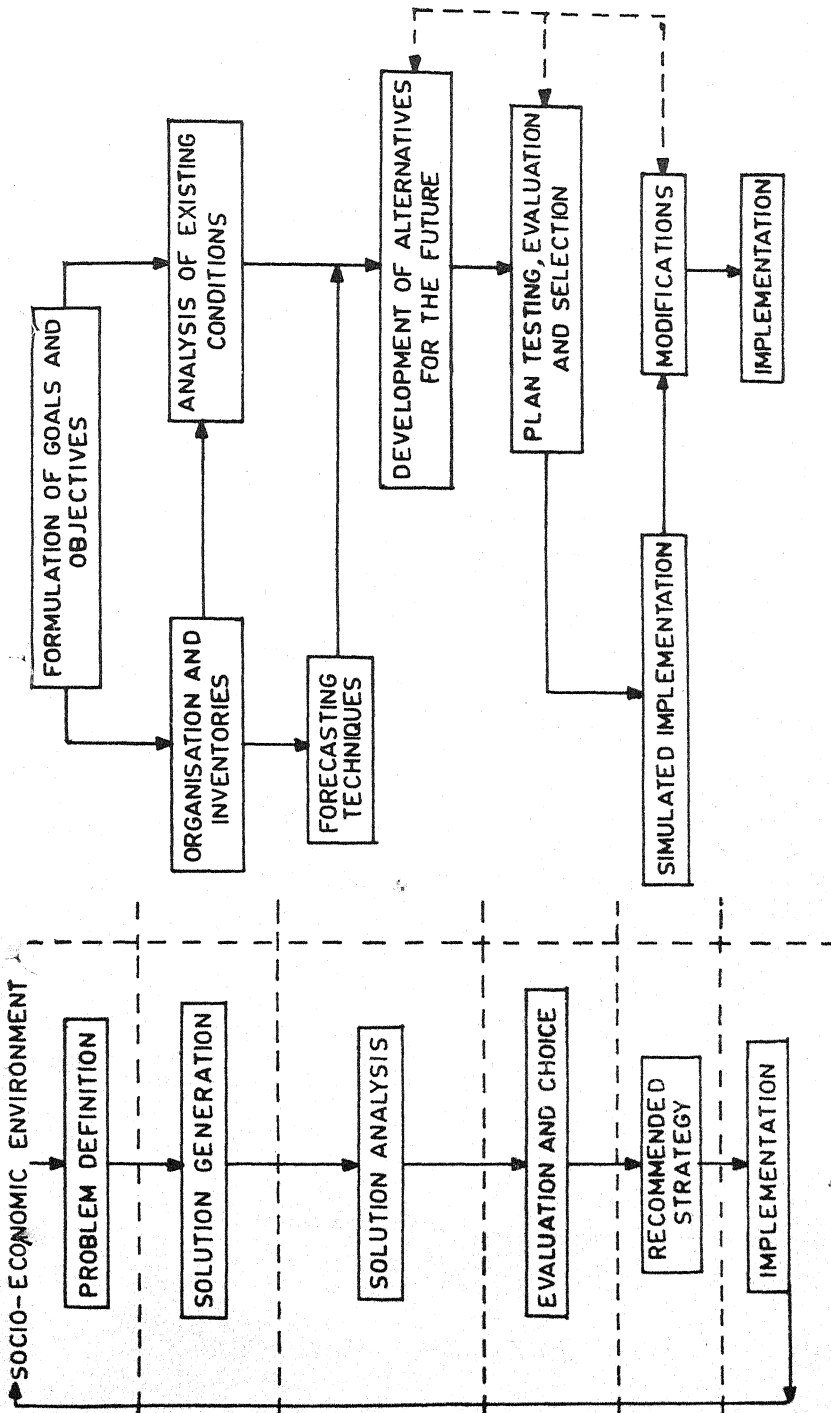 SOCIO-ECONOMIC ENVIRONMENT
PROBLEM DEFINITION
SOLUTION GENERATION
SOLUTION ANALYSIS
EVALUATION AND CHOICE
RECOMMENDED
STRATEGY
IMPLEMENTATION
FORMULATION OF GOALS AND
OBJECTIVES
ORGANISATION AND
INVENTORIES
ANALYSIS OF EXISTING
CONDITIONS
FORECASTING
TECHNIQUES
DEVELOPMENT OF ALTERNATIVES
FOR THE FUTURE
PLAN TESTING, EVALUATION
AND SELECTION
SIMULATED IMPLEMENTATION
MODIFICATIONS
IMPLEMENTATION